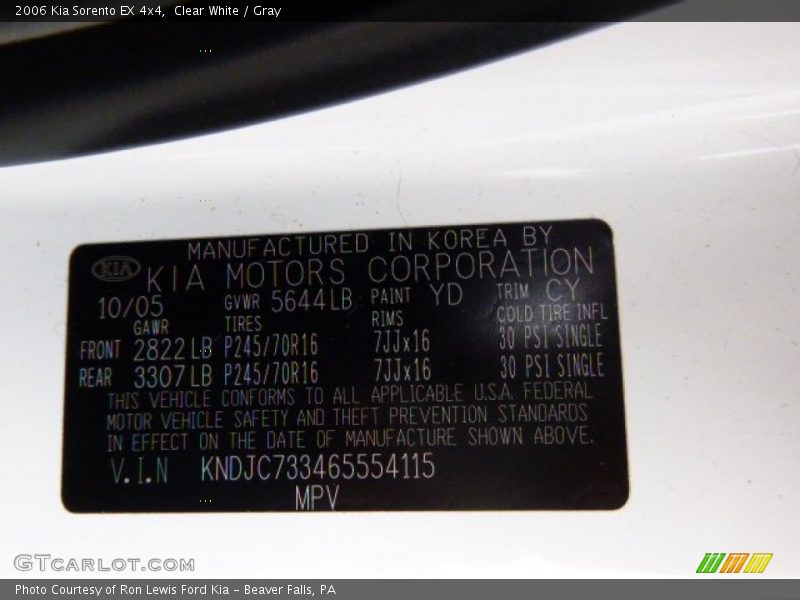 2006 Kia Sorento EX 4x4,  Clear White / Gray
MANUFACTURED IN KOREA BY
KIA KIA MOTORS CORPORATION
10/05 GVWR 5644LB PAINT YD TRIM CY
GAWR TIRES RIMS COLD TIRE INFL
FRONT 2822LB P245/70R16 7JJx16 30 PSI SINGLE
REAR 3307LB P245/70R16 7JJx16 30 PSI SINGLE
THIS VEHICLE CONFORMS TO ALL APPLICABLE U.S.A. FEDERAL
MOTOR VEHICLE SAFETY AND THEFT PREVENTION STANDARDS
IN EFFECT ON THE DATE OF MANUFACTURE SHOWN ABOVE.
V.I.N KNDJC733465554115
MPV
GTCARLOT.COM
Photo Courtesy of Ron Lewis Ford Kia – Beaver Falls, PA